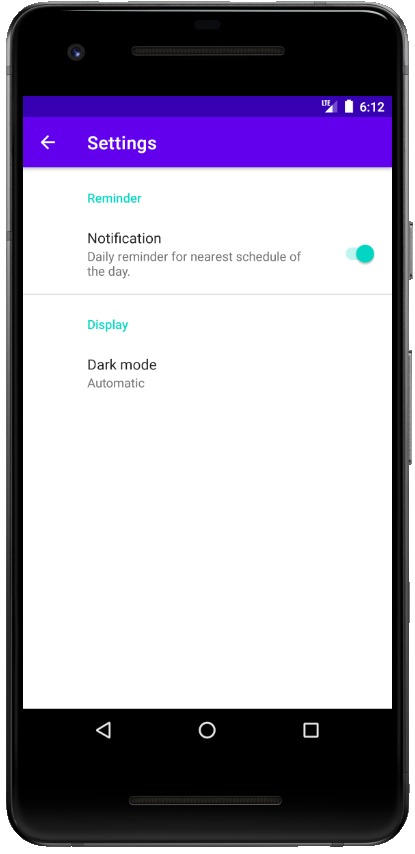 LTE 6:12
Settings
Reminder
Notification
Daily reminder for nearest schedule of
the day.
Display
Dark mode
Automatic